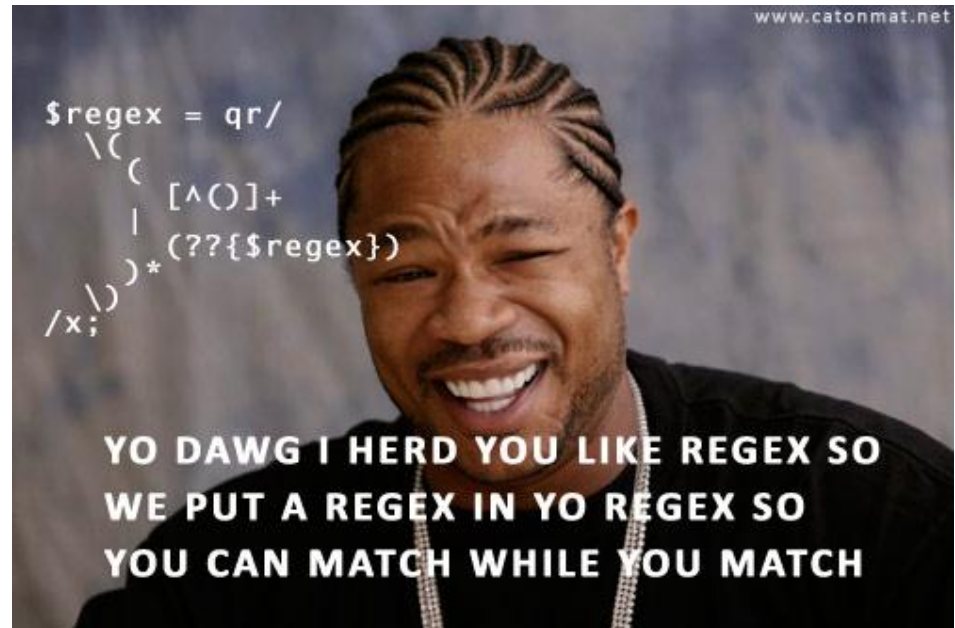 www.catonmat.net
$regex = qr/
\(
(
[^()]+
|
(??{$regex})
)*
\)
/x;
YO DAWG I HERD YOU LIKE REGEX SO
WE PUT A REGEX IN YO REGEX SO
YOU CAN MATCH WHILE YOU MATCH